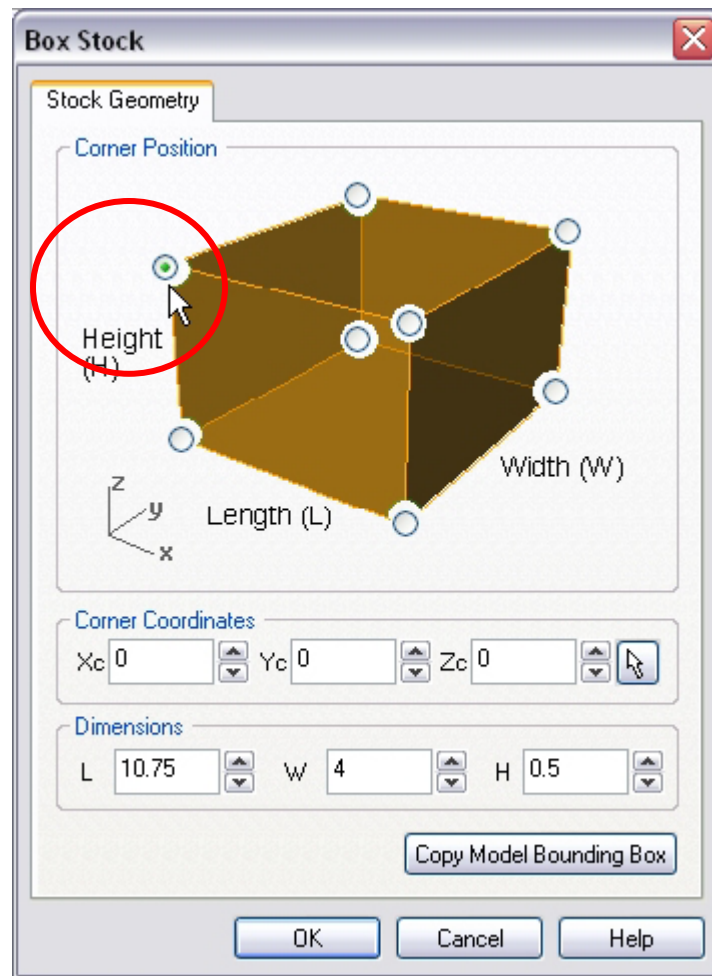 Box Stock
Stock Geometry
Corner Position
Height
(H)
Width (W)
Length (L)
z
y
x
Corner Coordinates
Xc 0 Yc 0 Zc 0
Dimensions
L 10.75 W 4 H 0.5
Copy Model Bounding Box
OK Cancel Help